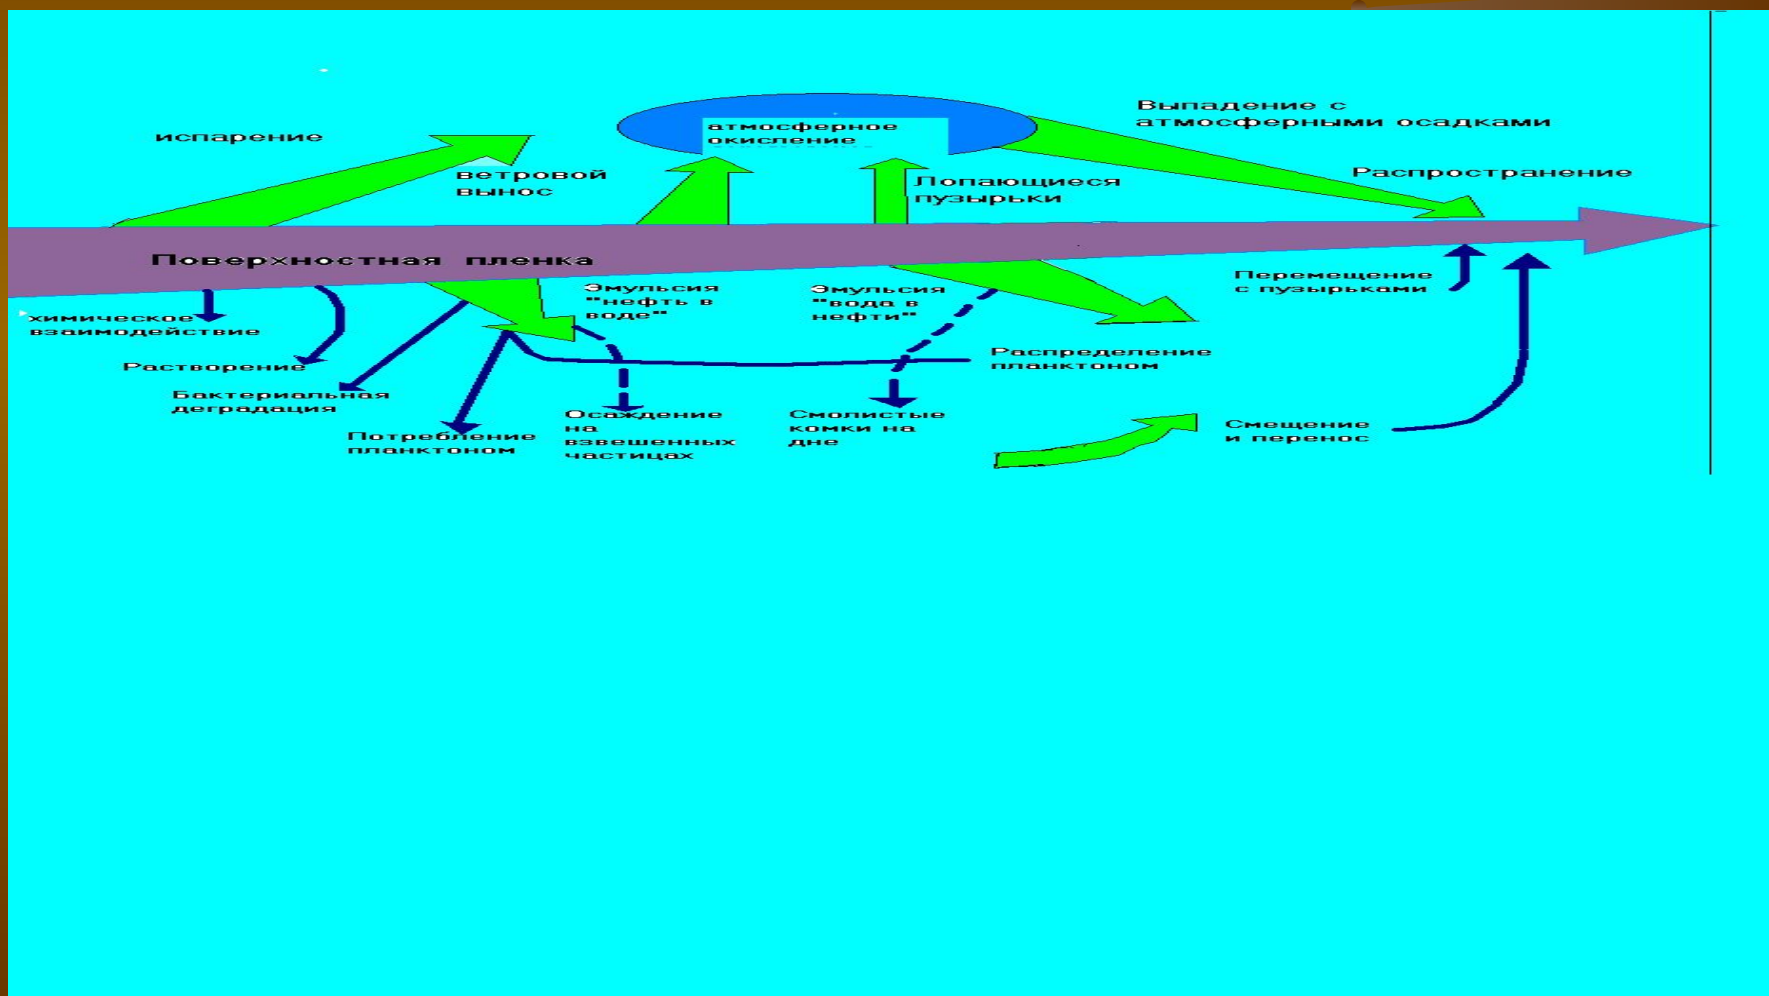 Выпадение с
атмосферными осадками
атмосферное
окисление
испарение
ветровой
вынос
Лопающиеся
пузырьки
Распространение
Поверхностная пленка
Эмульсия
"нефть в
воде"
Эмульсия
"вода в
нефти"
Перемещение
с пузырьками
химическое
взаимодействие
Растворение
Распределение
планктоном
Бактериальная
деградация
Потребление
планктоном
Осаждение
на
взвешенных
частицах
Смолистые
комки на
дне
Смещение
и перенос